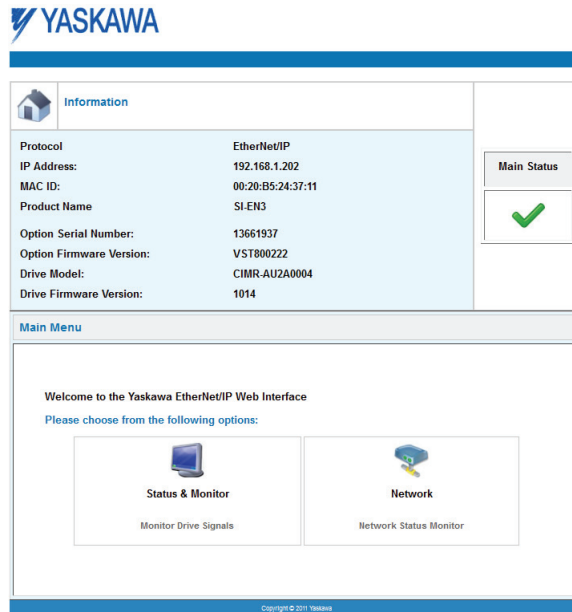 YASKAWA
Information
Protocol EtherNet/IP
IP Address: 192.168.1.202
MAC ID: 00:20:B5:24:37:11
Product Name SI-EN3
Option Serial Number: 13661937
Option Firmware Version: VST800222
Drive Model: CIMR-AU2A0004
Drive Firmware Version: 1014
Main Status
Main Menu
Welcome to the Yaskawa EtherNet/IP Web Interface
Please choose from the following options:
Status & Monitor
Monitor Drive Signals
Network
Network Status Monitor
Copyright © 2011 Yaskawa